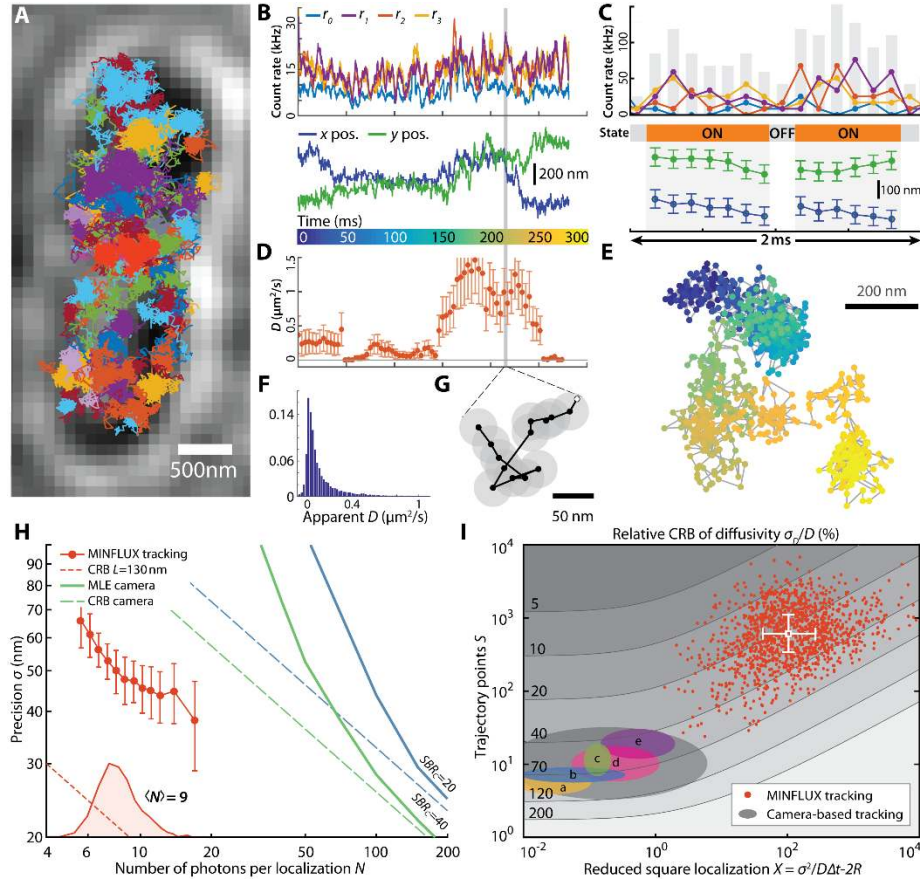 A
500nm
B
r0 r1 r2 r3
Count rate (kHz)
30
15
0
x pos. y pos.
200 nm
Time (ms)
0 50 100 150 200 250 300
C
Count rate (kHz)
100
50
0
State ON OFF ON
100 nm
2ms
D
D (μm²/s)
1.5
1
0.5
0
E
200 nm
F
0.14
0.06
0
0 0.4 1
Apparent D (μm²/s)
G
50 nm
H
MINFLUX tracking
CRB L=130nm
MLE camera
CRB camera
Precision σ (nm)
90
80
70
60
50
40
30
20
⟨N⟩ = 9
SBRc=20
SBRc=40
4 6 10 20 50 100 200
Number of photons per localization N
I
Relative CRB of diffusivity σD/D (%)
Trajectory points S
10⁴
10³
10²
10¹
10⁰
5
10
20
40
70
120
200
a
b
c
d
e
MINFLUX tracking
Camera-based tracking
10⁻² 10⁰ 10² 10⁴
Reduced square localization X = σ²/DΔt-2R